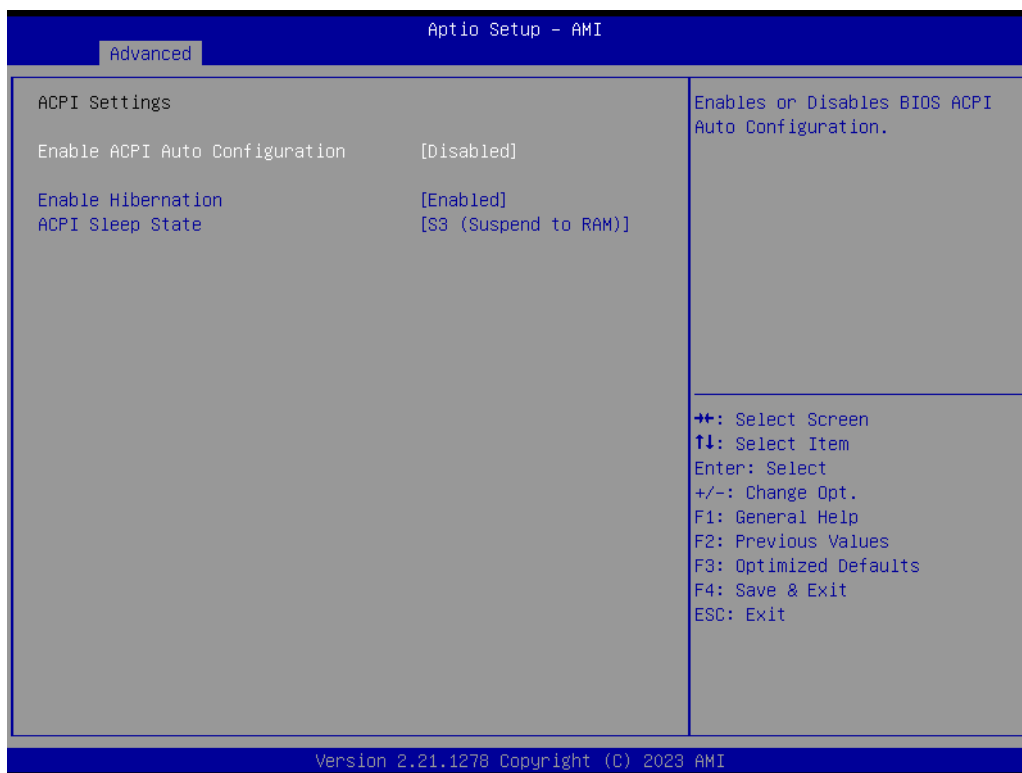 Aptio Setup – AMI
Advanced
ACPI Settings
Enable ACPI Auto Configuration [Disabled]
Enable Hibernation [Enabled]
ACPI Sleep State [S3 (Suspend to RAM)]
Enables or Disables BIOS ACPI
Auto Configuration.
→←: Select Screen
↑↓: Select Item
Enter: Select
+/-: Change Opt.
F1: General Help
F2: Previous Values
F3: Optimized Defaults
F4: Save & Exit
ESC: Exit
Version 2.21.1278 Copyright (C) 2023 AMI